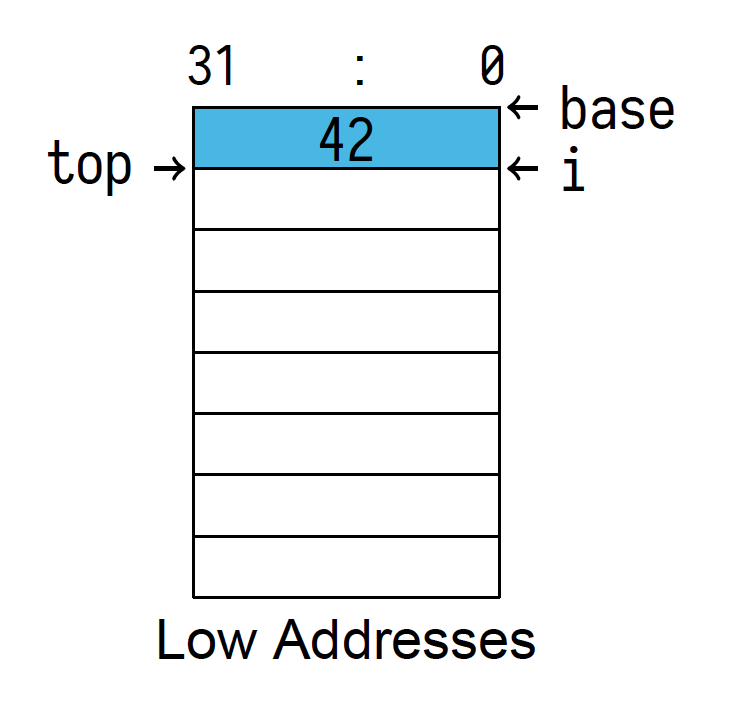 31 : 0
base
42
top
i
Low Addresses